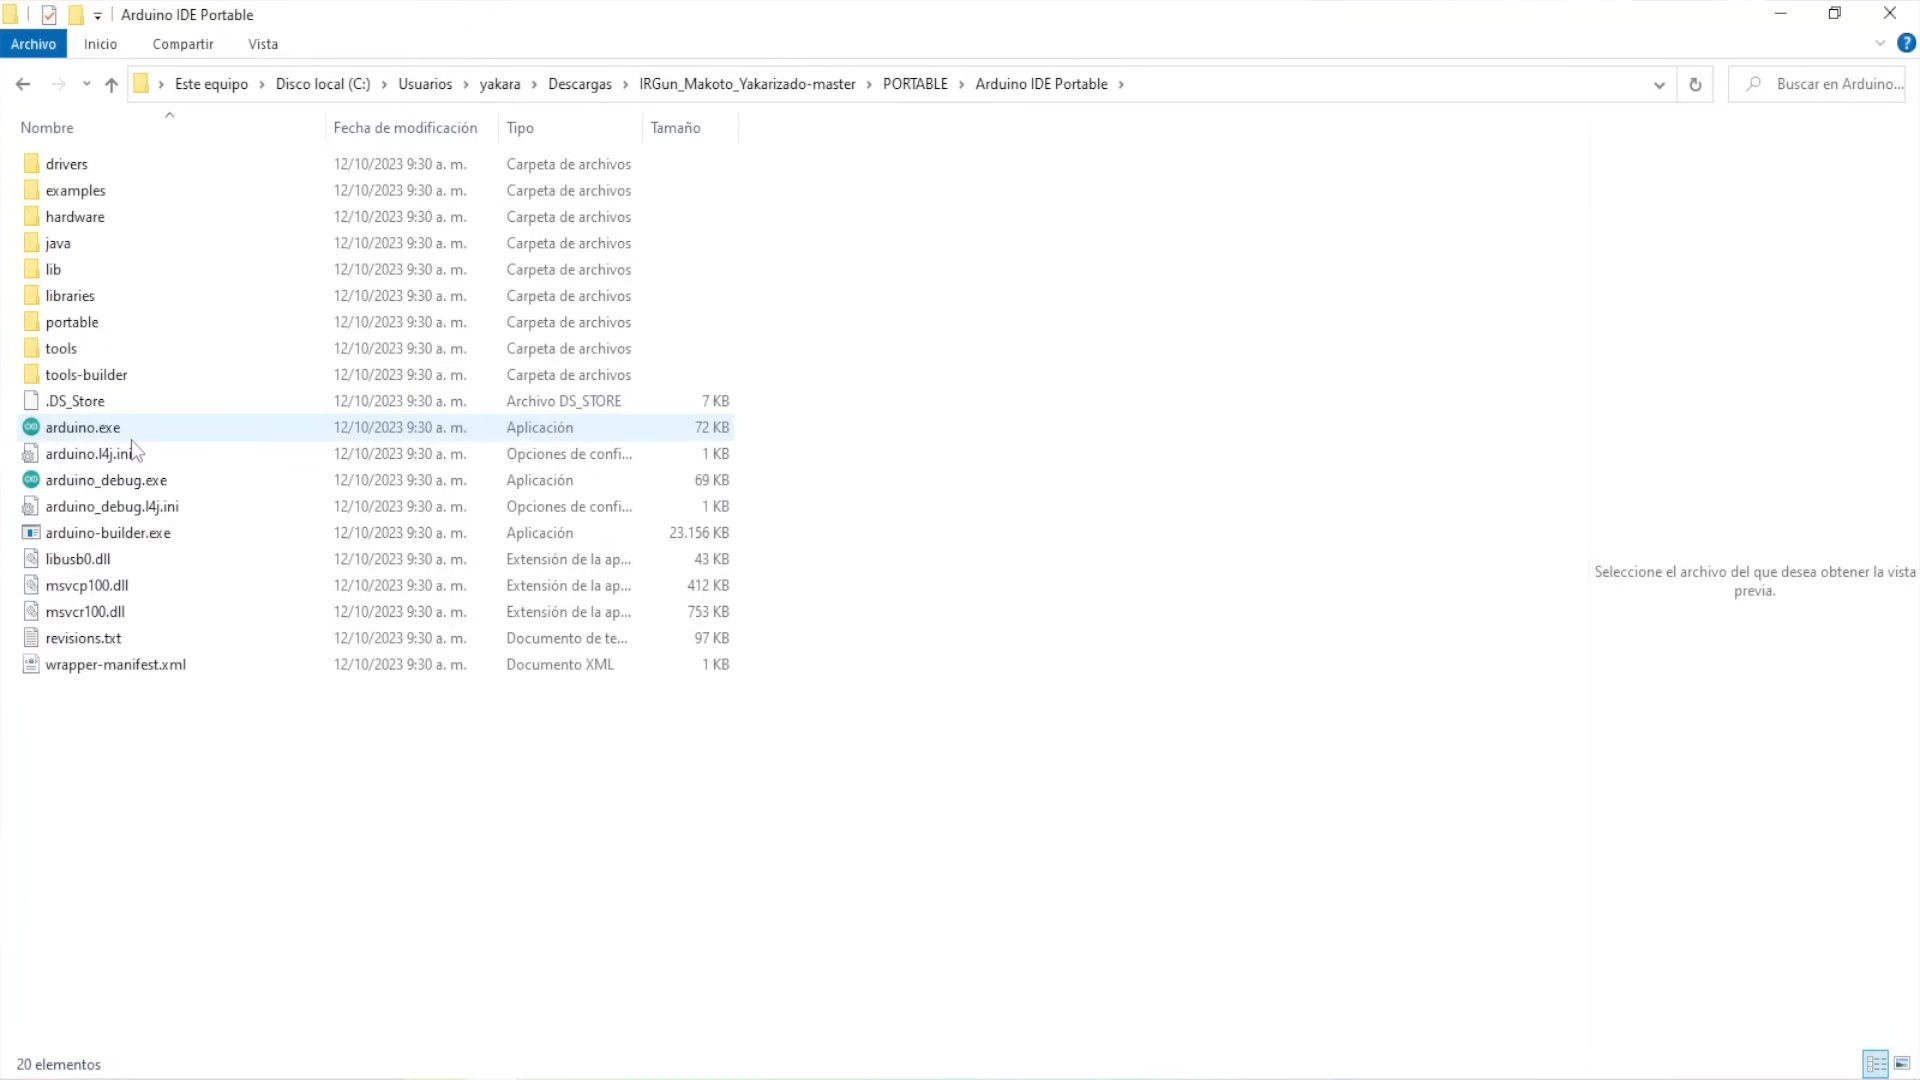 Arduino IDE Portable
Archivo Inicio Compartir Vista
Este equipo > Disco local (C:) > Usuarios > yakara > Descargas > IRGun_Makoto_Yakarizado-master > PORTABLE > Arduino IDE Portable > Buscar en Arduino...
Nombre Fecha de modificación Tipo Tamaño
drivers 12/10/2023 9:30 a. m. Carpeta de archivos
examples 12/10/2023 9:30 a. m. Carpeta de archivos
hardware 12/10/2023 9:30 a. m. Carpeta de archivos
java 12/10/2023 9:30 a. m. Carpeta de archivos
lib 12/10/2023 9:30 a. m. Carpeta de archivos
libraries 12/10/2023 9:30 a. m. Carpeta de archivos
portable 12/10/2023 9:30 a. m. Carpeta de archivos
tools 12/10/2023 9:30 a. m. Carpeta de archivos
tools-builder 12/10/2023 9:30 a. m. Carpeta de archivos
.DS_Store 12/10/2023 9:30 a. m. Archivo DS_STORE 7 KB
arduino.exe 12/10/2023 9:30 a. m. Aplicación 72 KB
arduino.l4j.ini 12/10/2023 9:30 a. m. Opciones de confi... 1 KB
arduino_debug.exe 12/10/2023 9:30 a. m. Aplicación 69 KB
arduino_debug.l4j.ini 12/10/2023 9:30 a. m. Opciones de confi... 1 KB
arduino-builder.exe 12/10/2023 9:30 a. m. Aplicación 23.156 KB
libusb0.dll 12/10/2023 9:30 a. m. Extensión de la ap... 43 KB
msvcp100.dll 12/10/2023 9:30 a. m. Extensión de la ap... 412 KB
msvcr100.dll 12/10/2023 9:30 a. m. Extensión de la ap... 753 KB
revisions.txt 12/10/2023 9:30 a. m. Documento de te... 97 KB
wrapper-manifest.xml 12/10/2023 9:30 a. m. Documento XML 1 KB
Seleccione el archivo del que desea obtener la vista
previa.
20 elementos